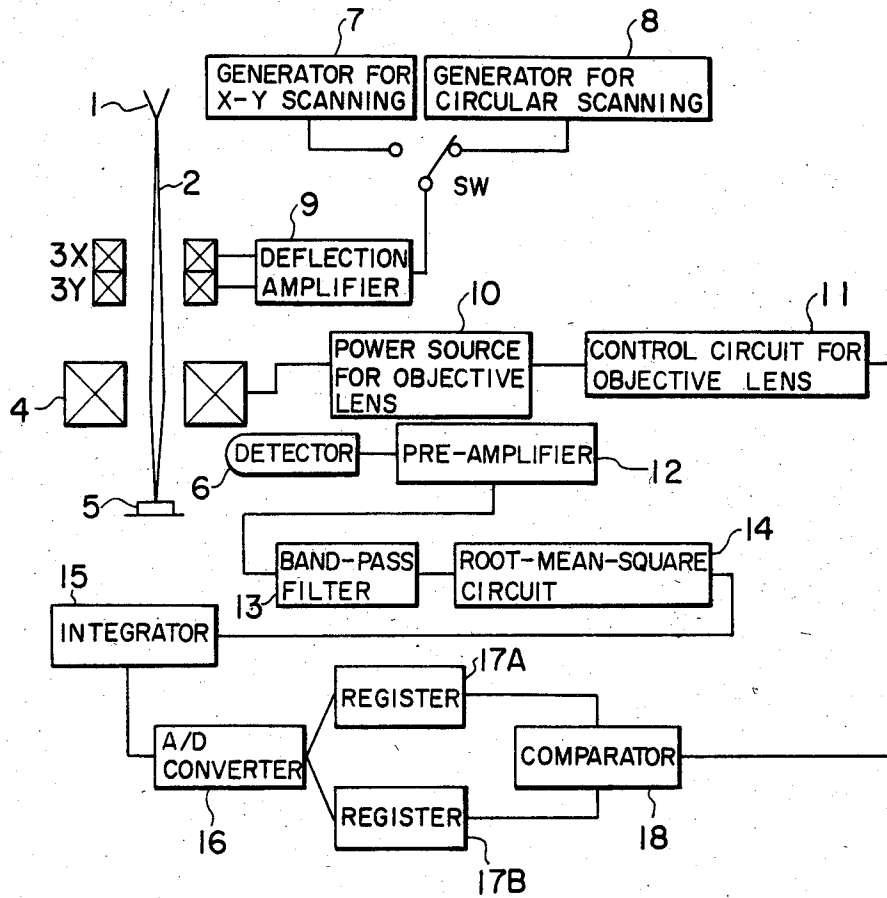 7
8
GENERATOR FOR
X-Y SCANNING
GENERATOR FOR
CIRCULAR SCANNING
1
2
SW
9
3X
3Y
DEFLECTION
AMPLIFIER
10
11
POWER SOURCE
FOR OBJECTIVE
LENS
CONTROL CIRCUIT FOR
OBJECTIVE LENS
4
DETECTOR
6
PRE-AMPLIFIER
12
5
14
BAND-PASS
FILTER
13
ROOT-MEAN-SQUARE
CIRCUIT
15
INTEGRATOR
17A
REGISTER
A/D
CONVERTER
16
COMPARATOR
18
REGISTER
17B